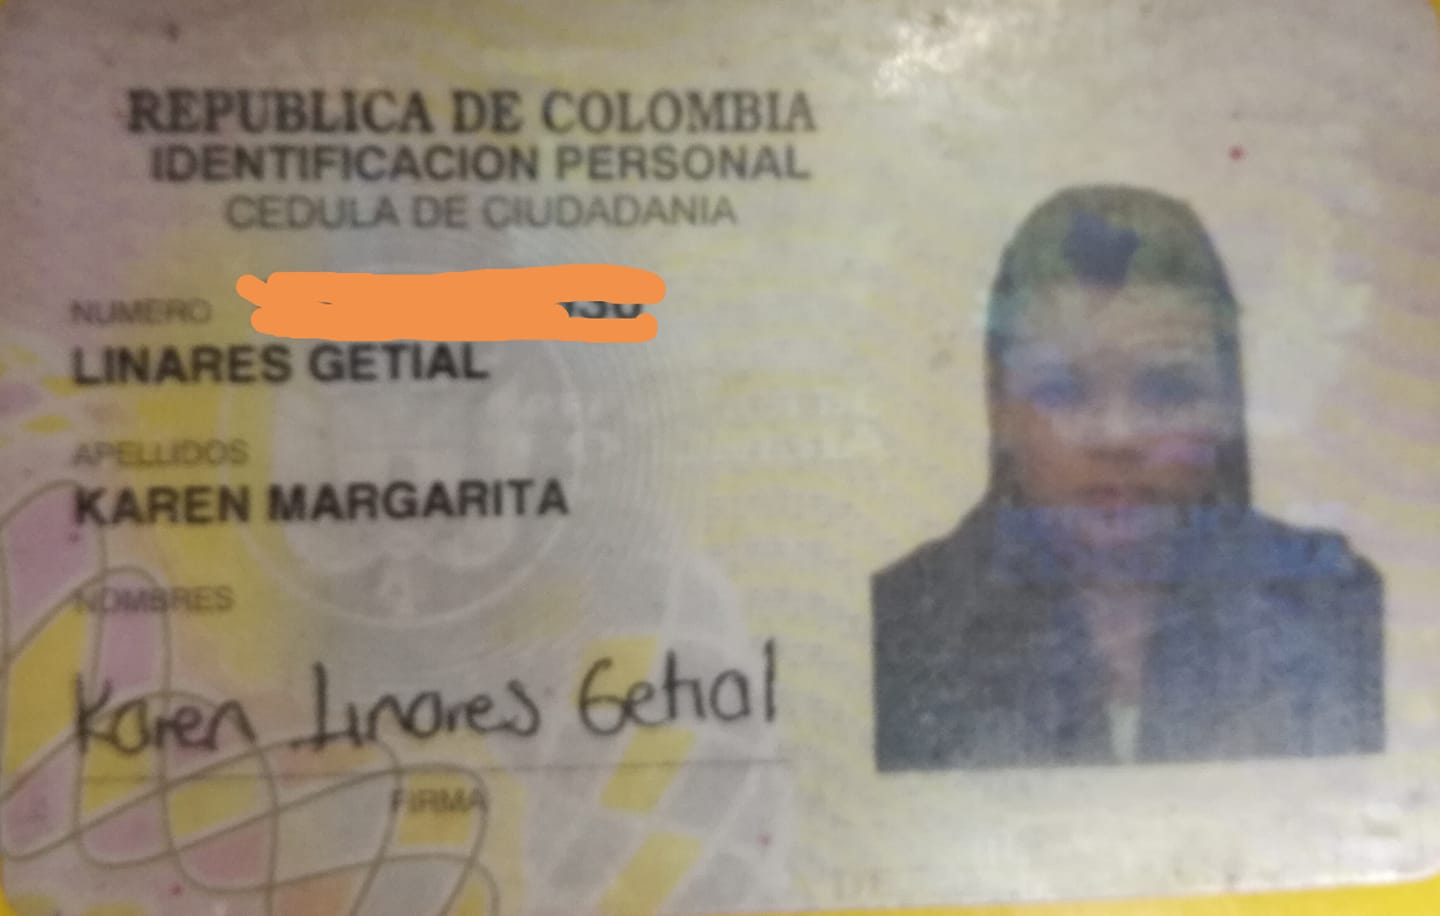 REPUBLICA DE COLOMBIA
IDENTIFICACION PERSONAL
CEDULA DE CIUDADANIA
NUMERO
LINARES GETIAL
APELLIDOS
KAREN MARGARITA
NOMBRES
Karen Linares Getial
FIRMA